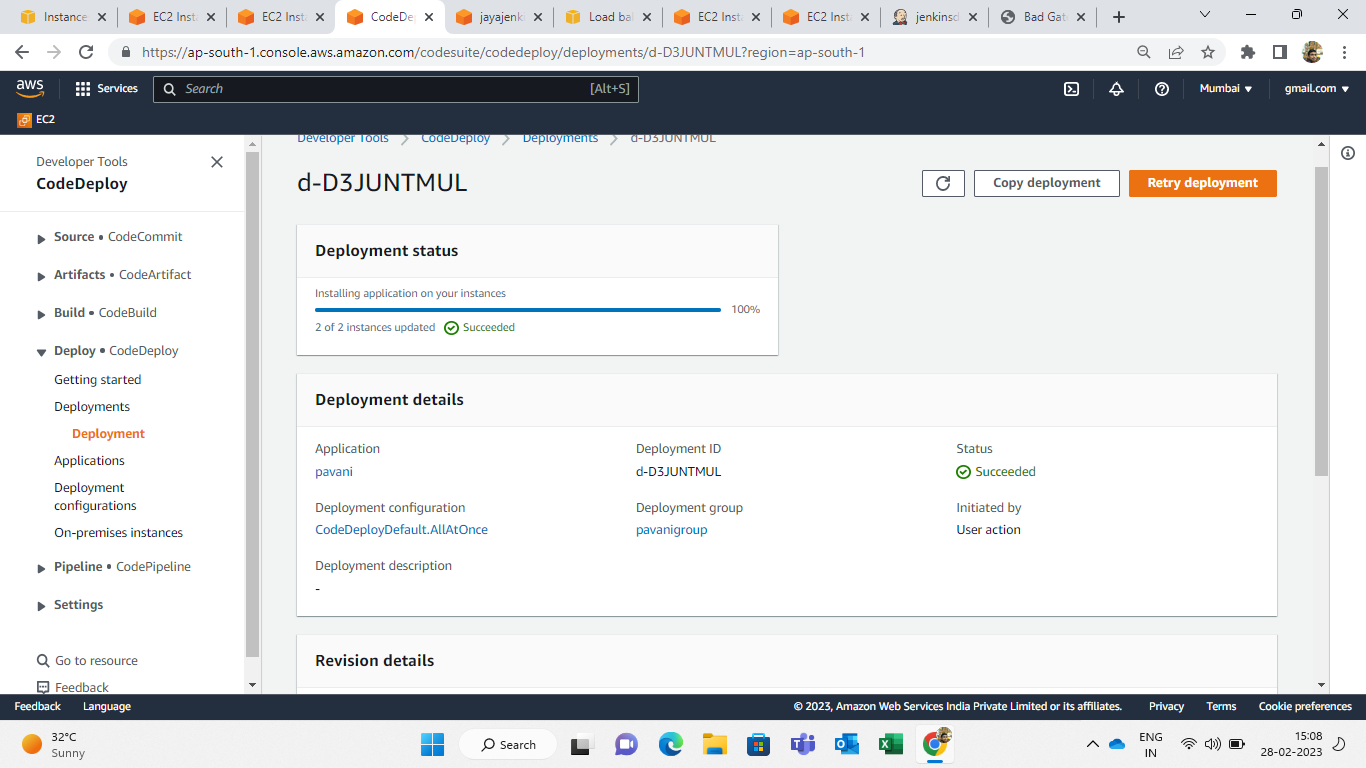 Instance
EC2 Inst
EC2 Inst
CodeDe
jayajenk
Load ba
EC2 Inst
EC2 Inst
jenkinsd
Bad Gat
https://ap-south-1.console.aws.amazon.com/codesuite/codedeploy/deployments/d-D3JUNTMUL?region=ap-south-1
aws
Services
Search
[Alt+S]
Mumbai
gmail.com
EC2
Developer Tools
CodeDeploy
Source • CodeCommit
Artifacts • CodeArtifact
Build • CodeBuild
Deploy • CodeDeploy
Getting started
Deployments
Deployment
Applications
Deployment
configurations
On-premises instances
Pipeline • CodePipeline
Settings
Go to resource
Feedback
Developer Tools
CodeDeploy
Deployments
d-D3JUNTMUL
d-D3JUNTMUL
Copy deployment
Retry deployment
Deployment status
Installing application on your instances
100%
2 of 2 instances updated
Succeeded
Deployment details
Application
pavani
Deployment ID
d-D3JUNTMUL
Status
Succeeded
Deployment configuration
CodeDeployDefault.AllAtOnce
Deployment group
pavanigroup
Initiated by
User action
Deployment description
-
Revision details
Feedback
Language
© 2023, Amazon Web Services India Private Limited or its affiliates.
Privacy
Terms
Cookie preferences
32°C
Sunny
Search
ENG
IN
15:08
28-02-2023